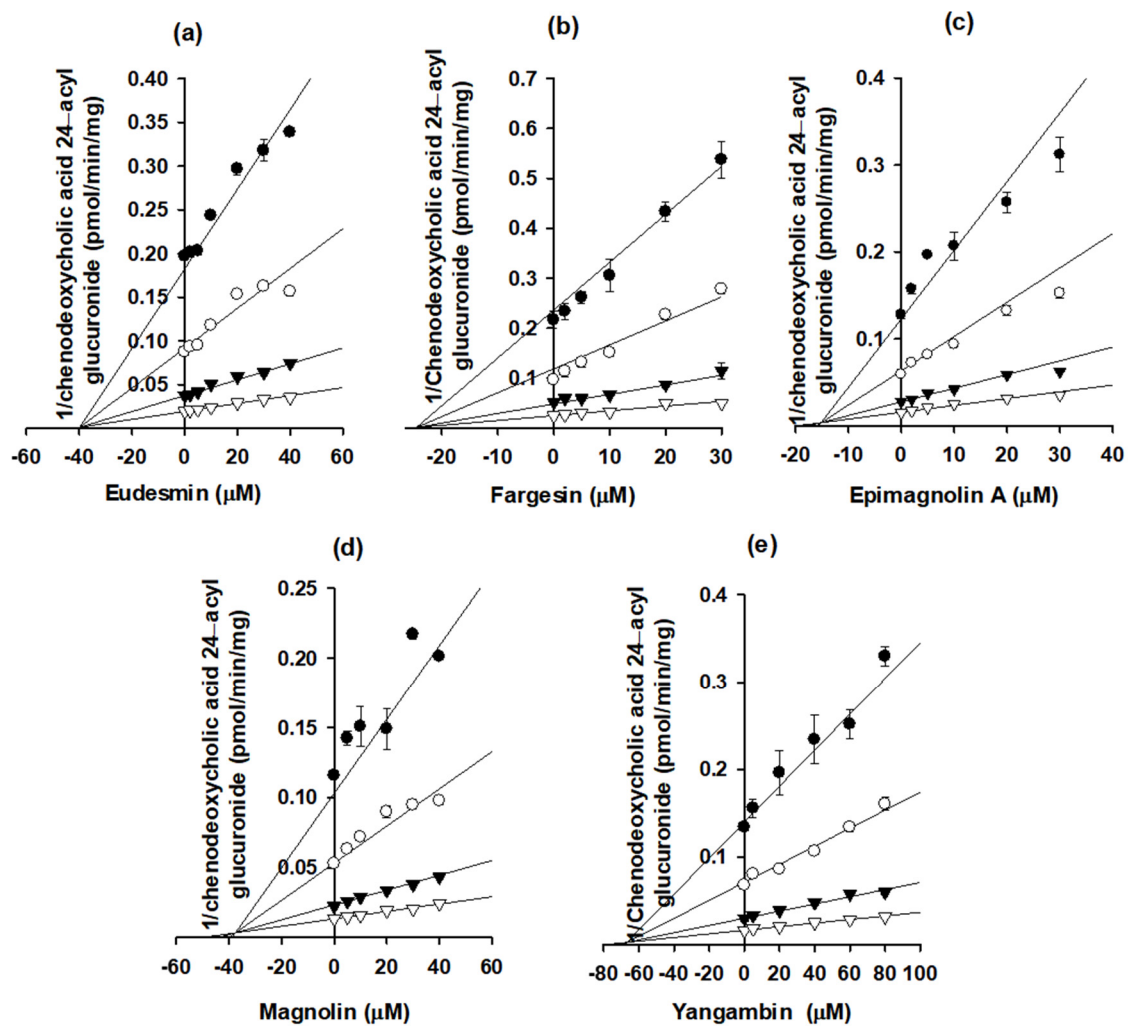 (a)
1/chenodeoxycholic acid 24–acyl
glucuronide (pmol/min/mg)
0.40
0.35
0.30
0.25
0.20
0.15
0.10
0.05
-60 -40 -20 0 20 40 60
Eudesmin (µM)
(b)
1/Chenodeoxycholic acid 24–acyl
glucuronide (pmol/min/mg)
0.7
0.6
0.5
0.4
0.3
0.2
0.1
-20 -10 0 10 20 30
Fargesin (µM)
(c)
1/chenodeoxycholic acid 24–acyl
glucuronide (pmol/min/mg)
0.4
0.3
0.2
0.1
-20 -10 0 10 20 30 40
Epimagnolin A (µM)
(d)
1/chenodeoxycholic acid 24–acyl
glucuronide (pmol/min/mg)
0.25
0.20
0.15
0.10
0.05
-60 -40 -20 0 20 40 60
Magnolin (µM)
(e)
1/Chenodeoxycholic acid 24–acyl
glucuronide (pmol/min/mg)
0.4
0.3
0.2
0.1
-80 -60 -40 -20 0 20 40 60 80 100
Yangambin (µM)